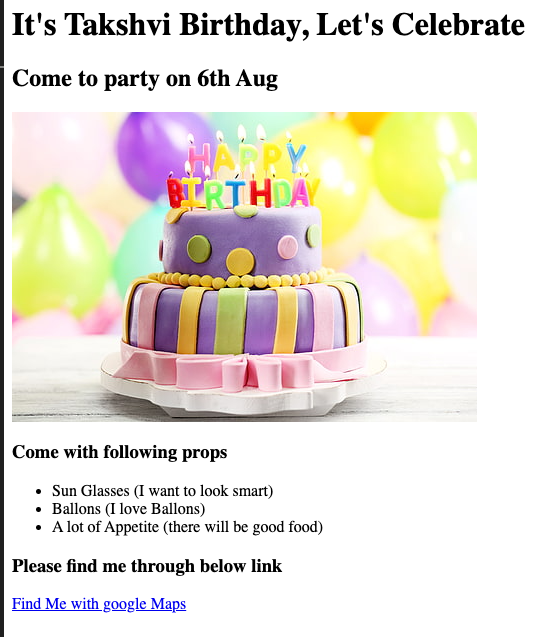 It's Takshvi Birthday, Let's Celebrate
Come to party on 6th Aug
HAPPY
BIRTHDAY
Come with following props
Sun Glasses (I want to look smart)
Ballons (I love Ballons)
A lot of Appetite (there will be good food)
Please find me through below link
Find Me with google Maps